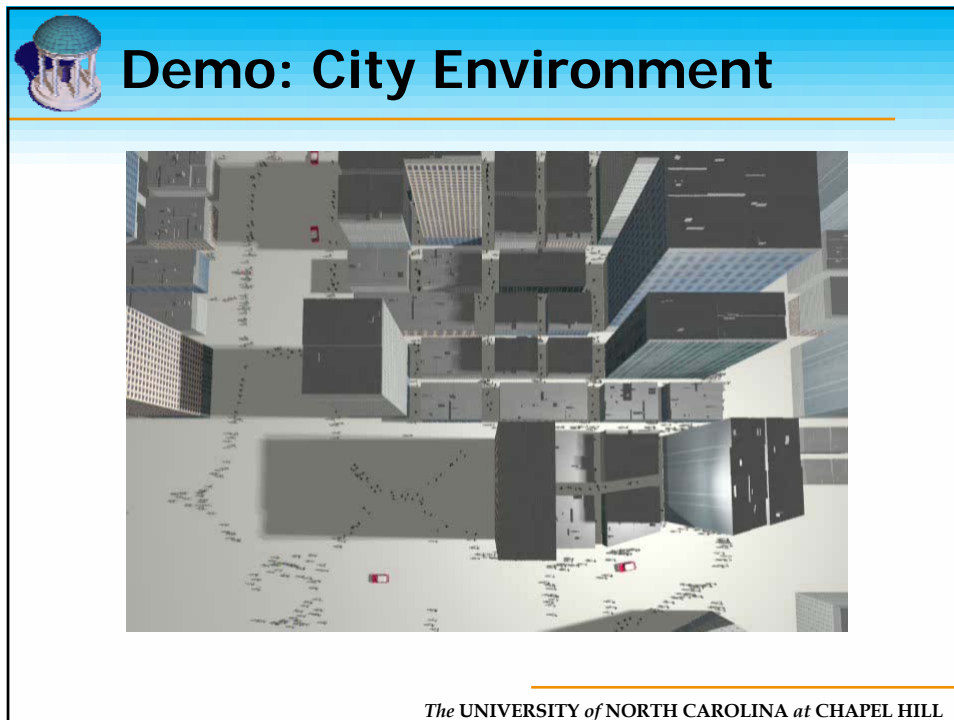 Demo: City Environment
The UNIVERSITY of NORTH CAROLINA at CHAPEL HILL